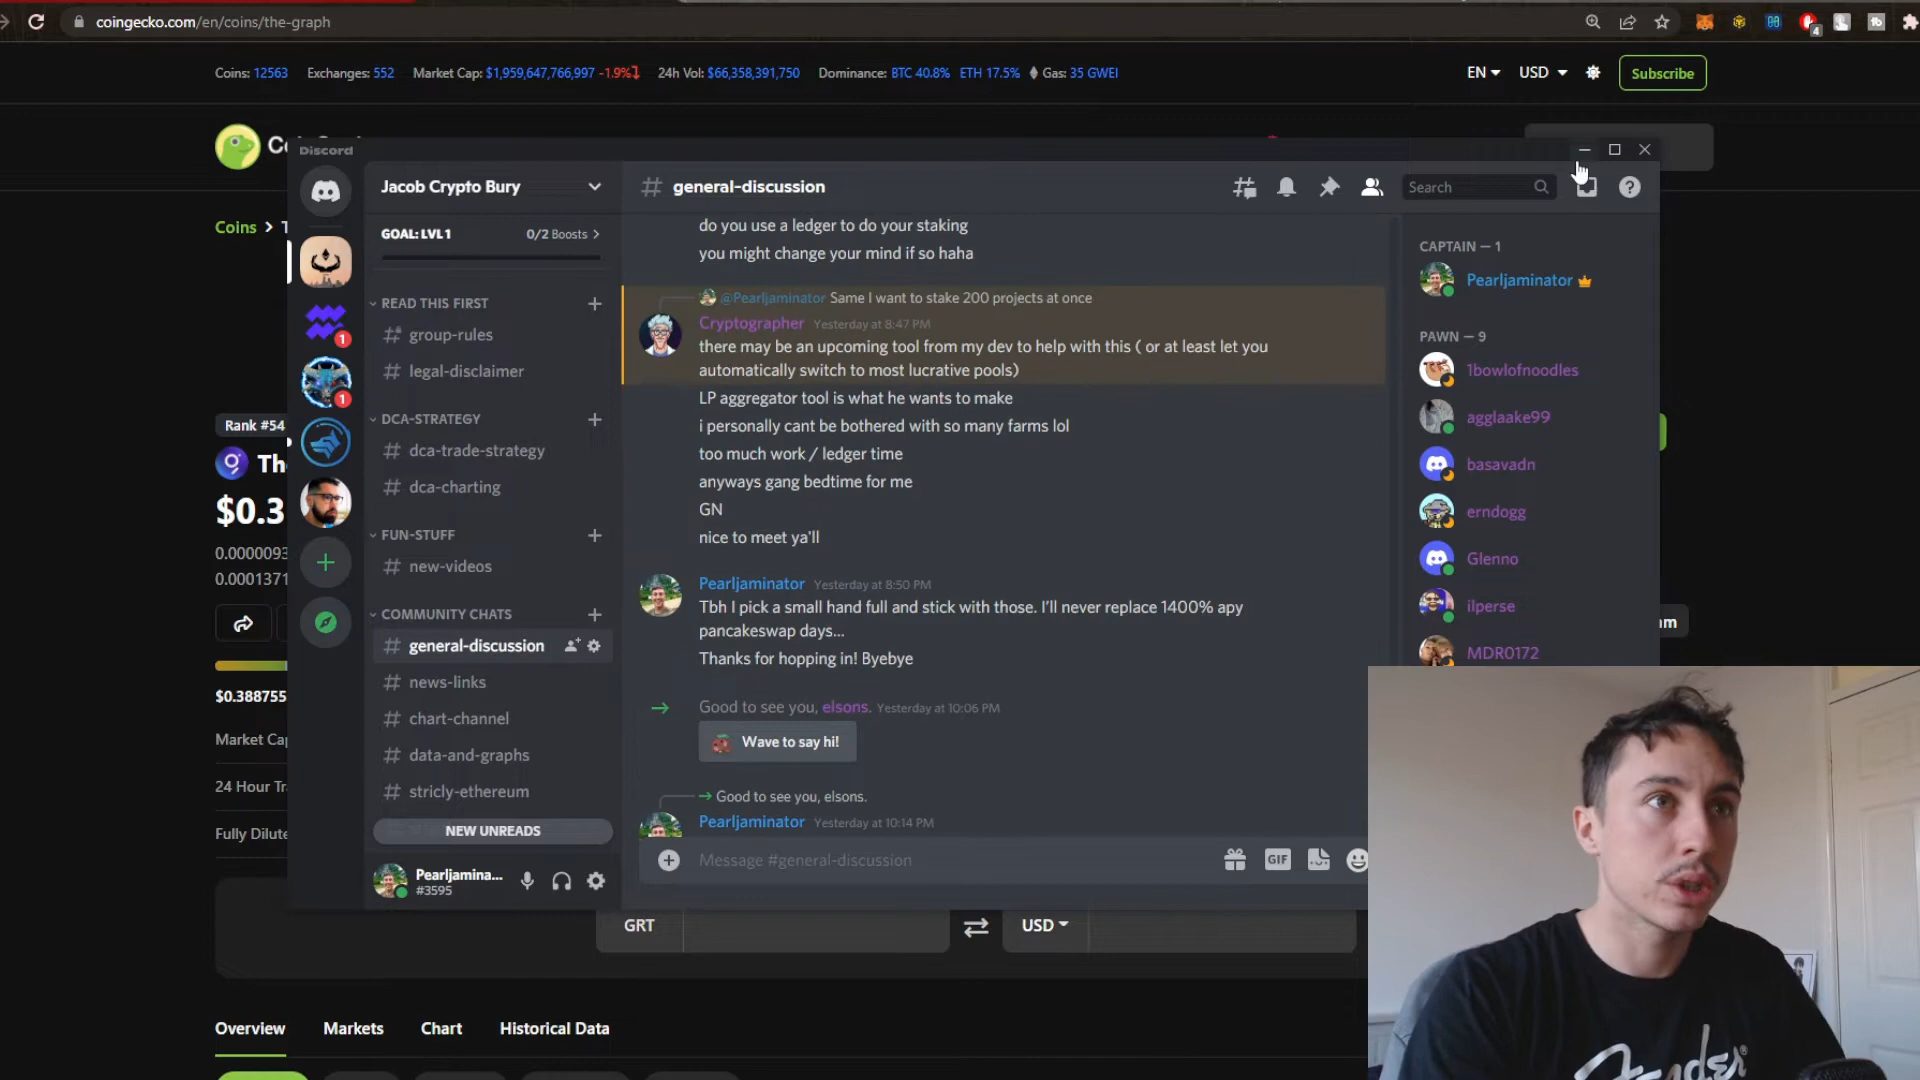 coingecko.com/en/coins/the-graph
4
Coins: 12563 Exchanges: 552 Market Cap: $1,959,647,766,997 -1.9% 24h Vol: $66,358,391,750 Dominance: BTC 40.8% ETH 17.5% Gas: 35 GWEI
EN USD Subscribe
Discord
Jacob Crypto Bury
GOAL: LVL 1 0/2 Boosts >
READ THIS FIRST
# group-rules
# legal-disclaimer
DCA-STRATEGY
# dca-trade-strategy
# dca-charting
FUN-STUFF
# new-videos
COMMUNITY CHATS
# general-discussion
# news-links
# chart-channel
# data-and-graphs
# stricly-ethereum
NEW UNREADS
Pearljamina...
#3595
1
1
# general-discussion
Search
do you use a ledger to do your staking
you might change your mind if so haha
@Pearljaminator Same I want to stake 200 projects at once
Cryptographer Yesterday at 8:47 PM
there may be an upcoming tool from my dev to help with this ( or at least let you
automatically switch to most lucrative pools)
LP aggregator tool is what he wants to make
i personally cant be bothered with so many farms lol
too much work / ledger time
anyways gang bedtime for me
GN
nice to meet ya'll
Pearljaminator Yesterday at 8:50 PM
Tbh I pick a small hand full and stick with those. I'll never replace 1400% apy
pancakeswap days...
Thanks for hopping in! Byebye
Good to see you, elsons. Yesterday at 10:06 PM
Wave to say hi!
Good to see you, elsons.
Pearljaminator Yesterday at 10:14 PM
Message #general-discussion
GIF
CAPTAIN — 1
Pearljaminator
PAWN — 9
1bowlofnoodles
agglaake99
basavadn
erndogg
Glenno
ilperse
MDR0172
Coins >
Rank #54
Th
$0.3
0.0000093
0.0001371
$0.388755
Market Ca
24 Hour Tr
Fully Dilute
GRT USD
Overview Markets Chart Historical Data
Fender